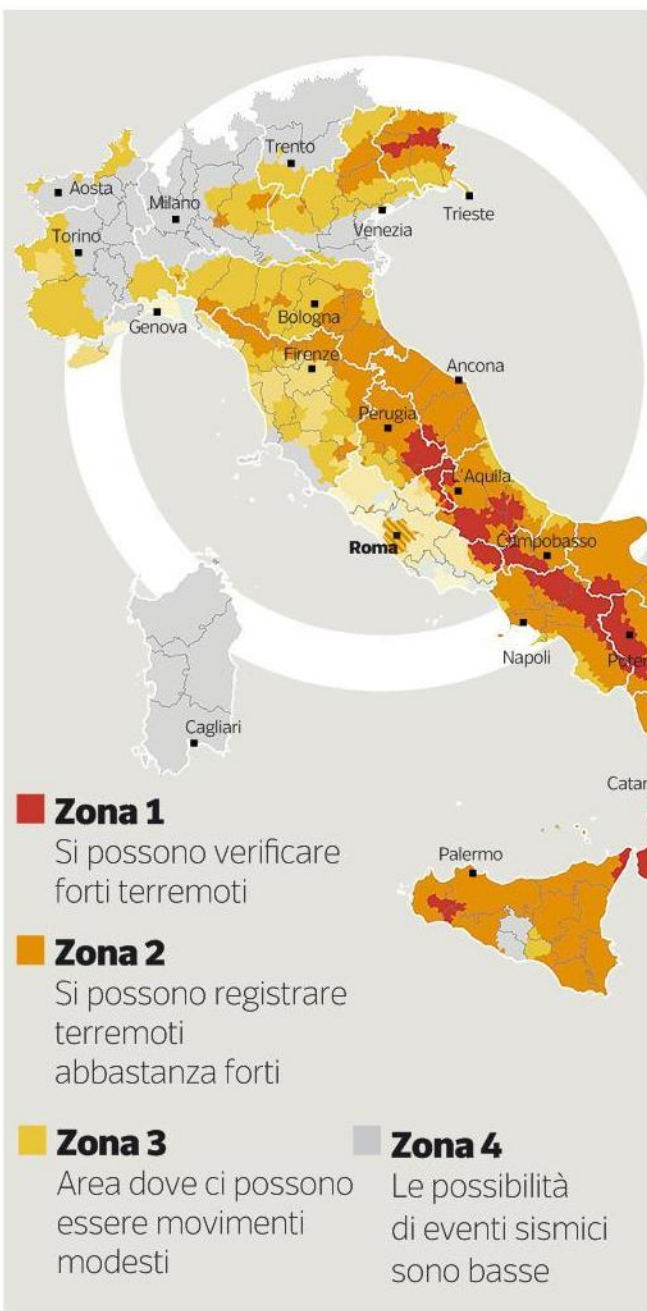 Trento
Aosta
Milano
Trieste
Venezia
Torino
Bologna
Genova
Firenze
Ancona
Perugia
L'Aquila
Campobasso
Roma
Napoli
Poten
Cagliari
Catan
Palermo
Zona 1
Si possono verificare
forti terremoti
Zona 2
Si possono registrare
terremoti
abbastanza forti
Zona 3
Area dove ci possono
essere movimenti
modesti
Zona 4
Le possibilità
di eventi sismici
sono basse